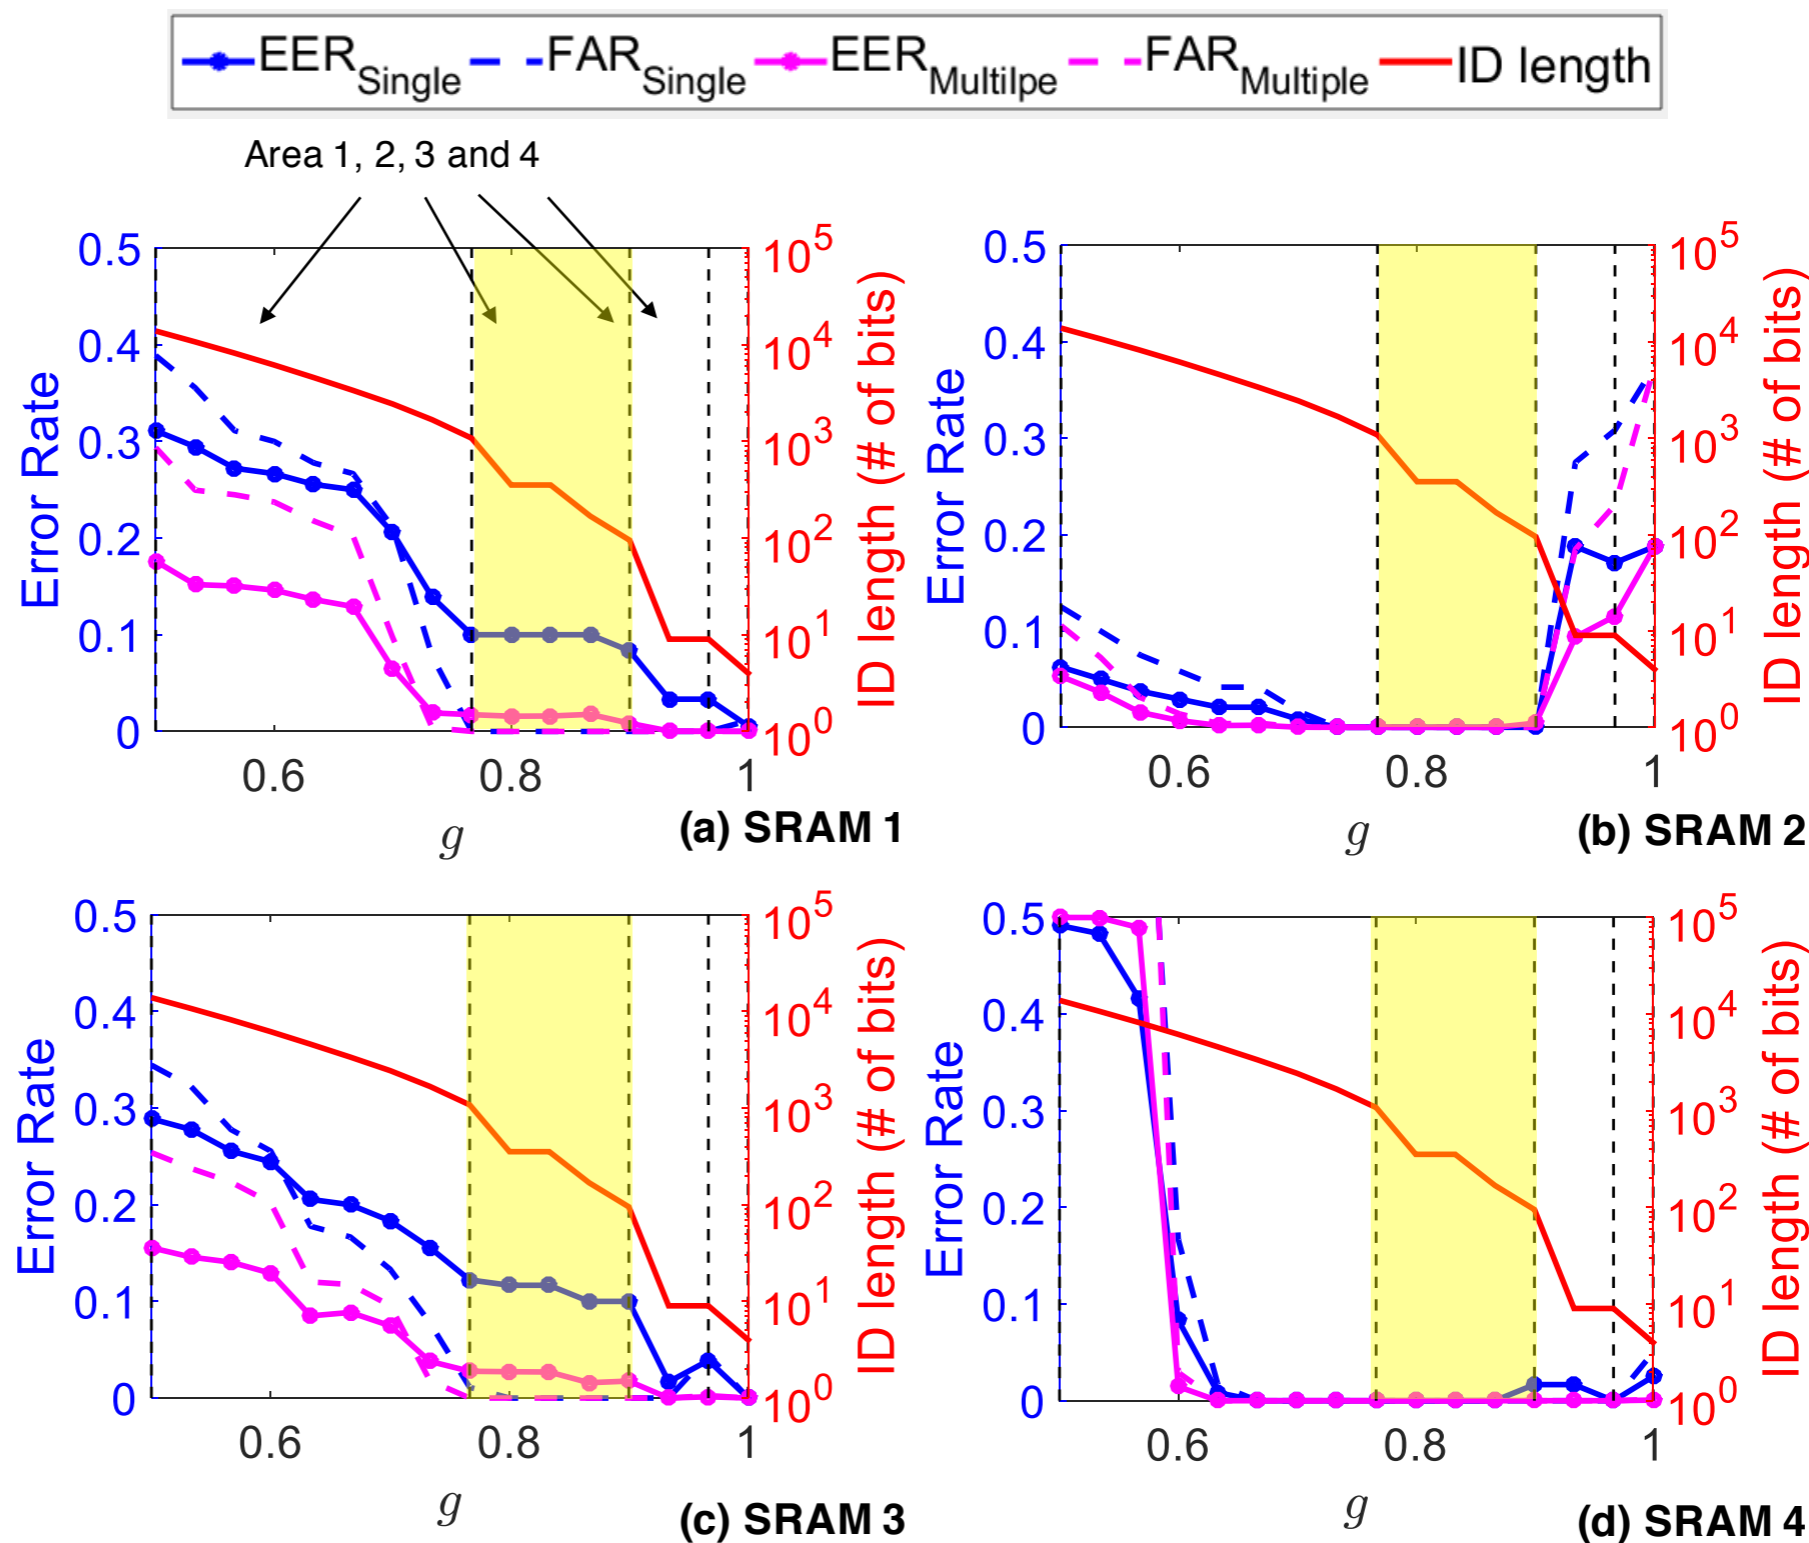 EER_Single FAR_Single EER_Multilpe FAR_Multiple ID length
Area 1, 2, 3 and 4
0.5
0.4
0.3
0.2
0.1
0
Error Rate
10^5
10^4
10^3
10^2
10^1
10^0
ID length (# of bits)
0.6 0.8 1
g
(a) SRAM 1
0.5
0.4
0.3
0.2
0.1
0
Error Rate
10^5
10^4
10^3
10^2
10^1
10^0
ID length (# of bits)
0.6 0.8 1
g
(b) SRAM 2
0.5
0.4
0.3
0.2
0.1
0
Error Rate
10^5
10^4
10^3
10^2
10^1
10^0
ID length (# of bits)
0.6 0.8 1
g
(c) SRAM 3
0.5
0.4
0.3
0.2
0.1
0
Error Rate
10^5
10^4
10^3
10^2
10^1
10^0
ID length (# of bits)
0.6 0.8 1
g
(d) SRAM 4